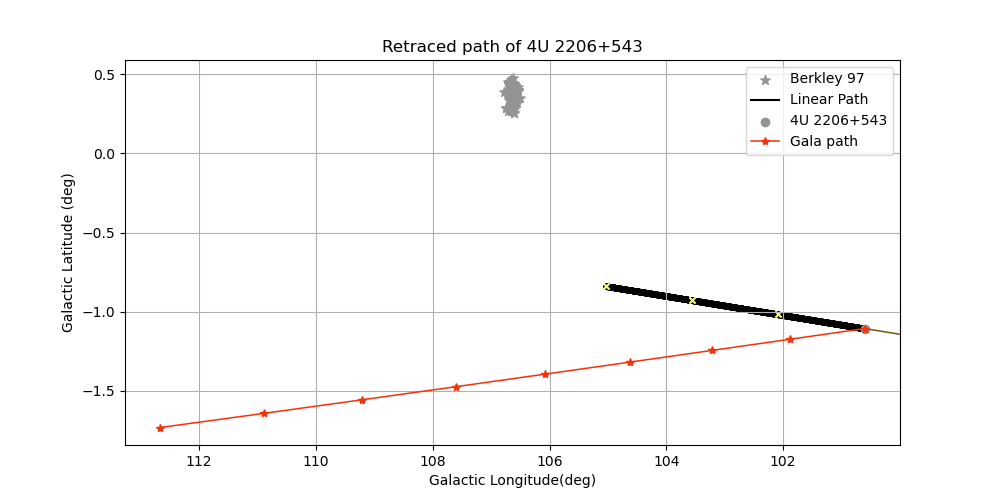 Retraced path of 4U 2206+543
Berkley 97
Linear Path
4U 2206+543
Gala path
0.5
0.0
−0.5
−1.0
−1.5
Galactic Latitude (deg)
112 110 108 106 104 102
Galactic Longitude(deg)